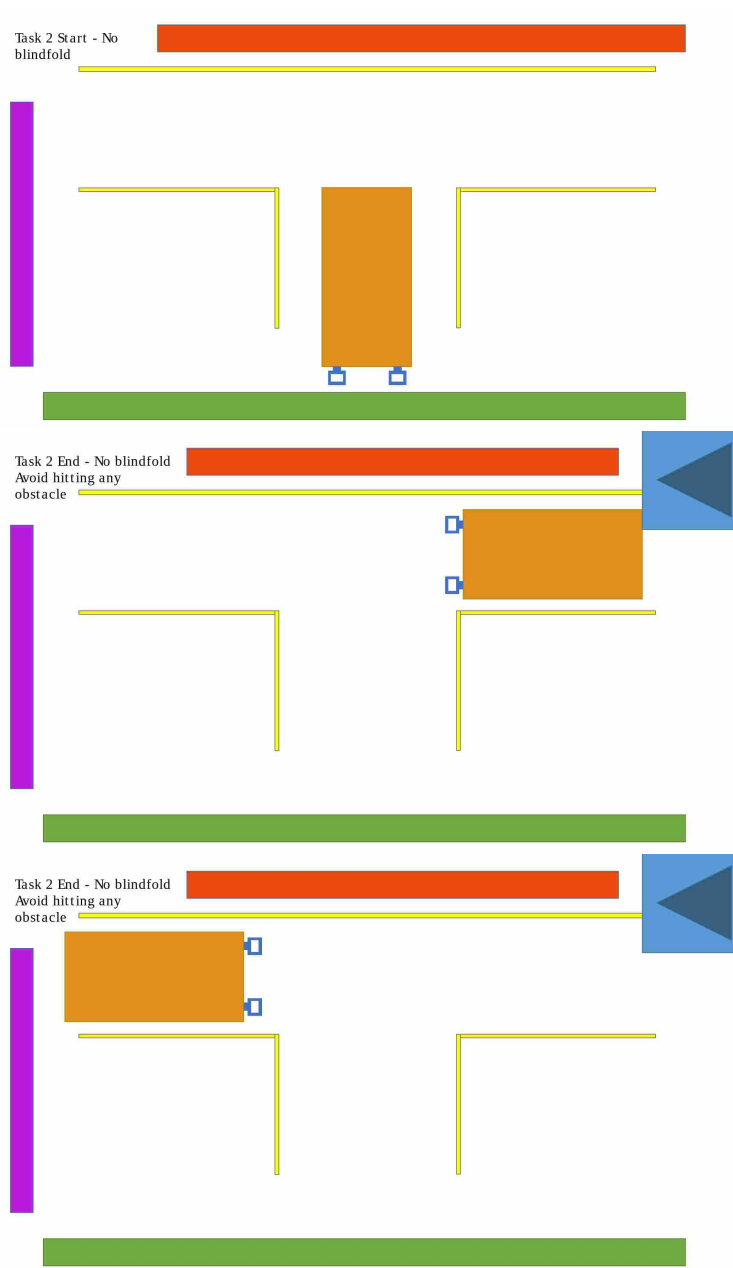 Task 2 Start - No
blindfold
Task 2 End - No blindfold
Avoid hitting any
obstacle
Task 2 End - No blindfold
Avoid hitting any
obstacle